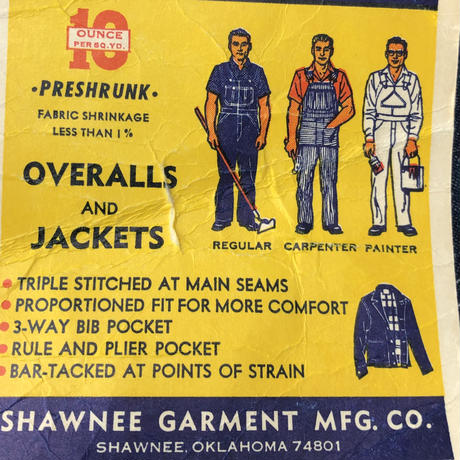 10
OUNCE
PER SQ. YD.
•PRESHRUNK•
FABRIC SHRINKAGE
LESS THAN 1%
OVERALLS
AND
JACKETS
REGULAR CARPENTER PAINTER
• TRIPLE STITCHED AT MAIN SEAMS
• PROPORTIONED FIT FOR MORE COMFORT
• 3-WAY BIB POCKET
• RULE AND PLIER POCKET
• BAR-TACKED AT POINTS OF STRAIN
SHAWNEE GARMENT MFG. CO.
SHAWNEE, OKLAHOMA 74801